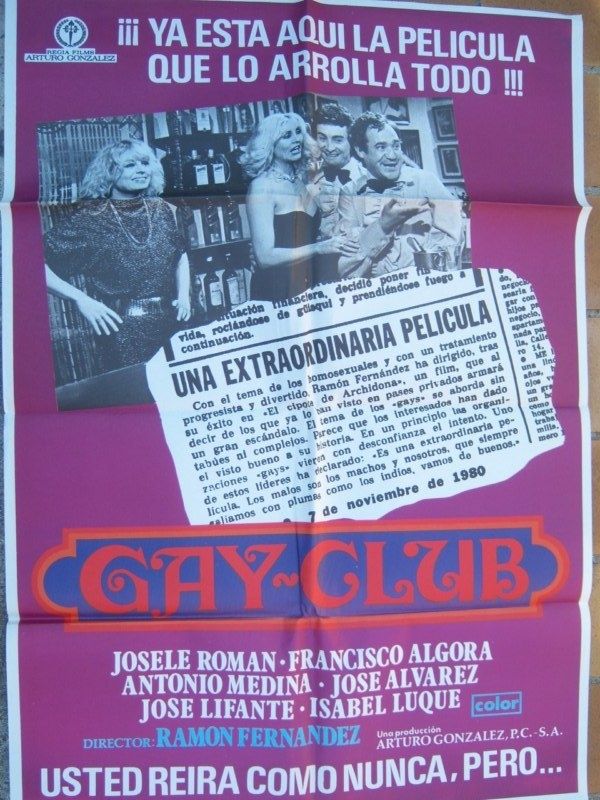 REGIA FILMS
ARTURO GONZALEZ
¡¡¡ YA ESTA AQUI LA PELICULA
QUE LO ARROLLA TODO !!!
situación financiera, decidió poner fin a
vida, rociándose de güisqui y prendiéndose fuego a
continuación.
UNA EXTRAORDINARIA PELICULA
Con el tema de los homosexuales y con un tratamiento
progresista y divertido, Ramón Fernández ha dirigido, tras
su éxito en «El cipote de Archidona», un film, que al
decir de los que ya lo han visto en pases privados armará
un gran escándalo. El tema de los «gays» se aborda sin
tabúes ni complejos. Parece que los interesados han dado
el visto bueno a su historia. En un principio las organi-
zaciones «gays» vieron con desconfianza el intento. Uno
de estos líderes ha declarado: «Es una extraordinaria pe-
lícula. Los malos son los machos y nosotros, que siempre
salíamos con plumas como los indios, vamos de buenos.»
7 de noviembre de 1980
GAY~CLUB
JOSELE ROMAN · FRANCISCO ALGORA
ANTONIO MEDINA · JOSE ALVAREZ
JOSE LIFANTE · ISABEL LUQUE color
DIRECTOR: RAMON FERNANDEZ
Una producción
ARTURO GONZALEZ, P.C.-S.A.
USTED REIRA COMO NUNCA, PERO...